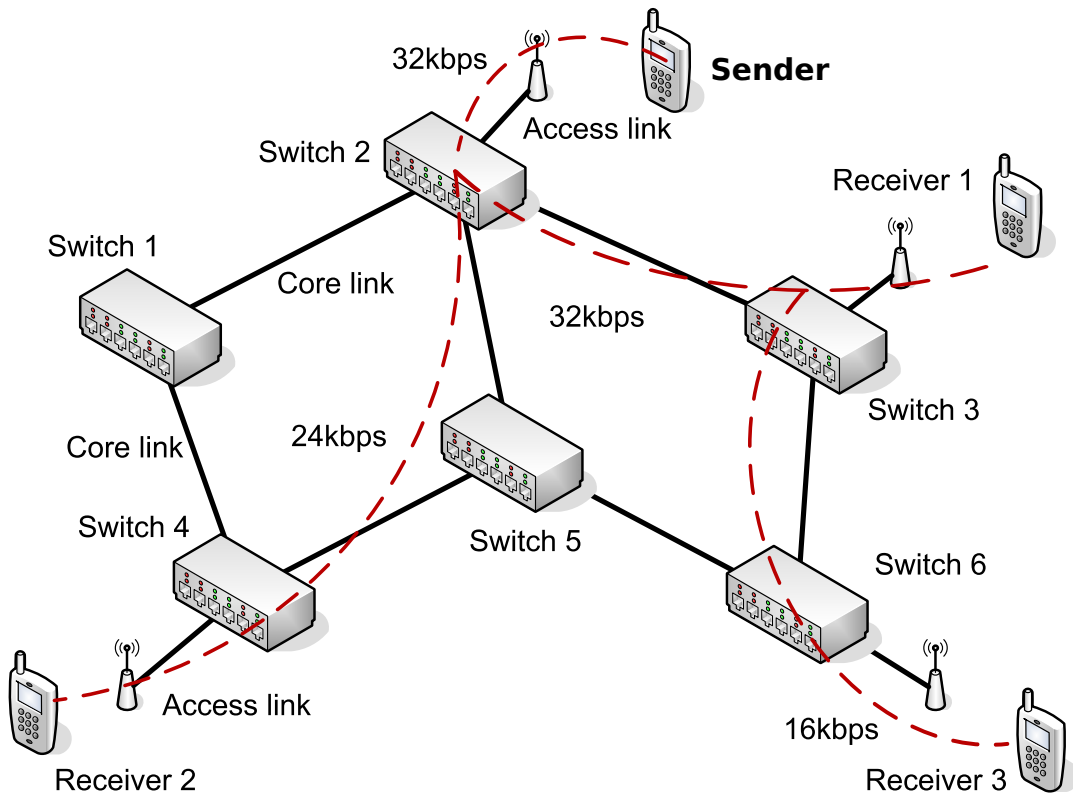 32kbps
Sender
Access link
Switch 2
Receiver 1
Switch 1
Core link
32kbps
Switch 3
24kbps
Core link
Switch 4
Switch 5
Switch 6
Access link
16kbps
Receiver 2
Receiver 3